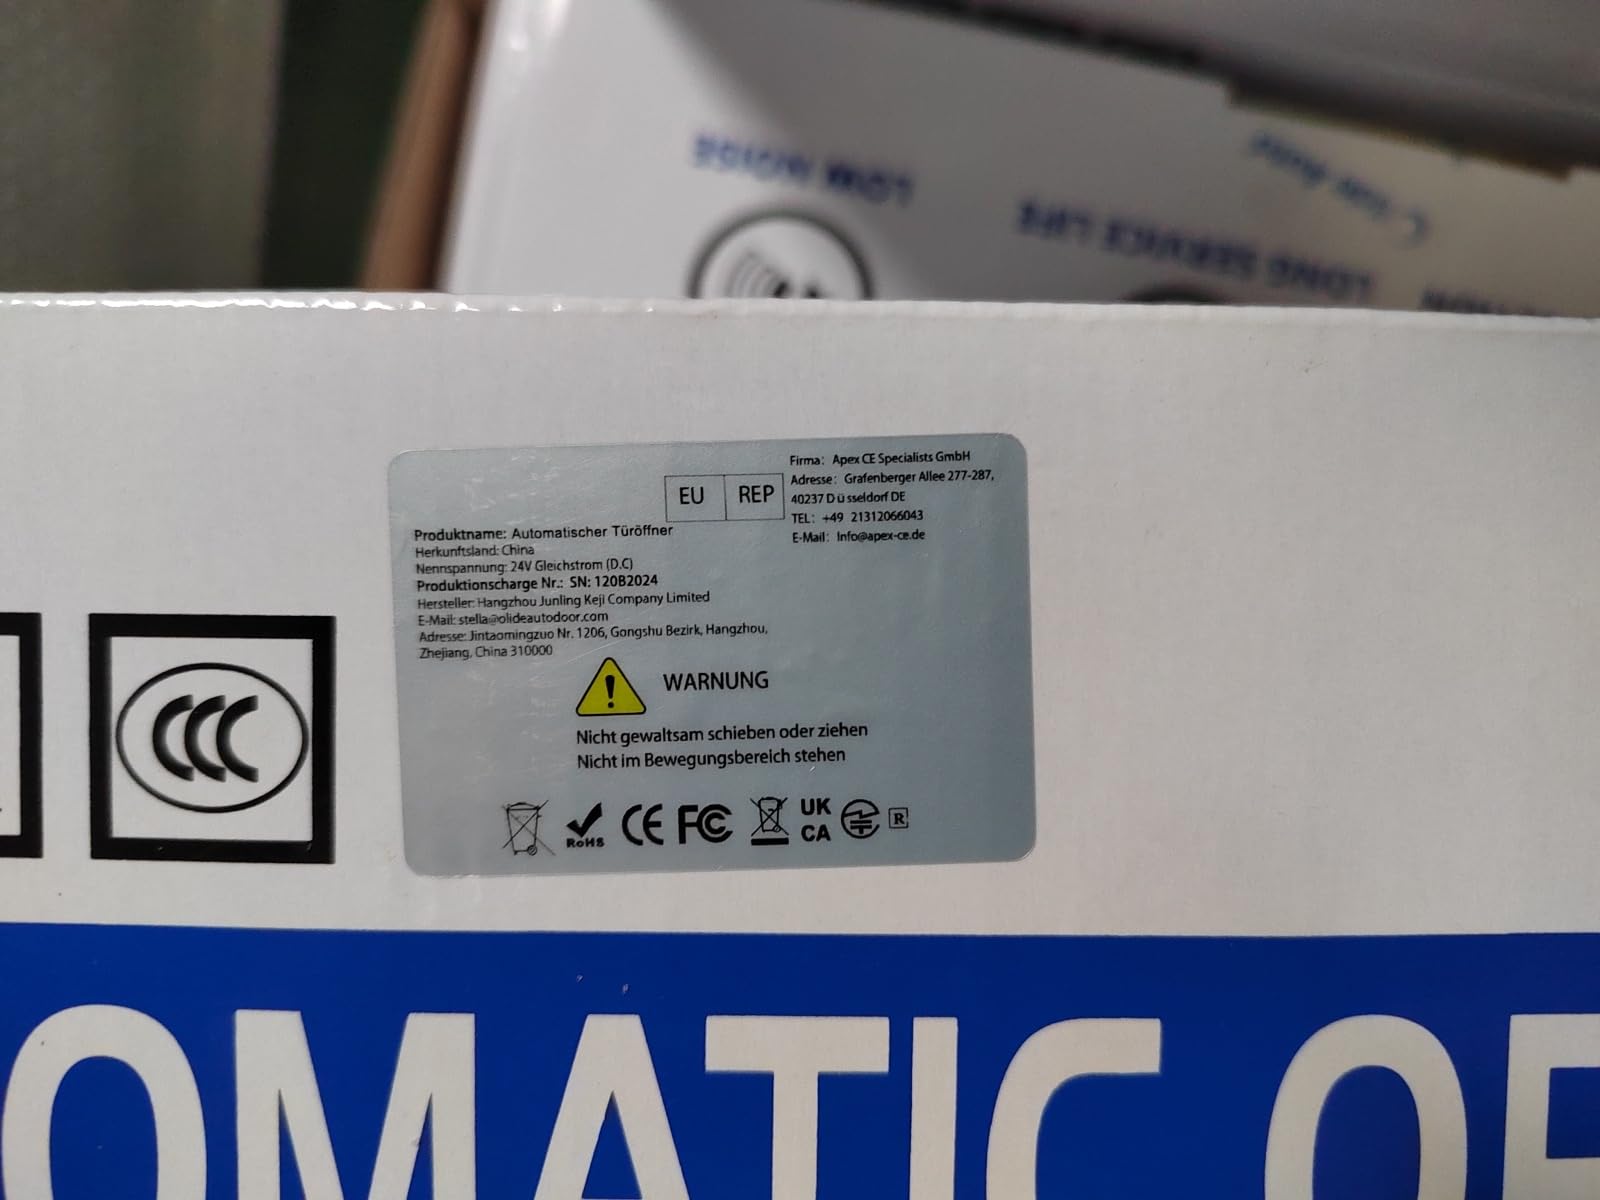 LOW NOISE
LONG SERVICE LIFE
EU REP
Firma: Apex CE Specialists GmbH
Adresse: Grafenberger Allee 277-287,
40237 D ü sseldorf DE
TEL: +49 21312066043
E-Mail: Info@apex-ce.de
Produktname: Automatischer Türöffner
Herkunftsland: China
Nennspannung: 24V Gleichstrom (D.C)
Produktionscharge Nr.: SN: 120B2024
Hersteller: Hangzhou Junling Keji Company Limited
E-Mail: stella@olideautodoor.com
Adresse: Jintaomingzuo Nr. 1206, Gongshu Bezirk, Hangzhou,
Zhejiang, China 310000
WARNUNG
Nicht gewaltsam schieben oder ziehen
Nicht im Bewegungsbereich stehen
RoHS CE FC UK CA R
CCC
OMATIC OP